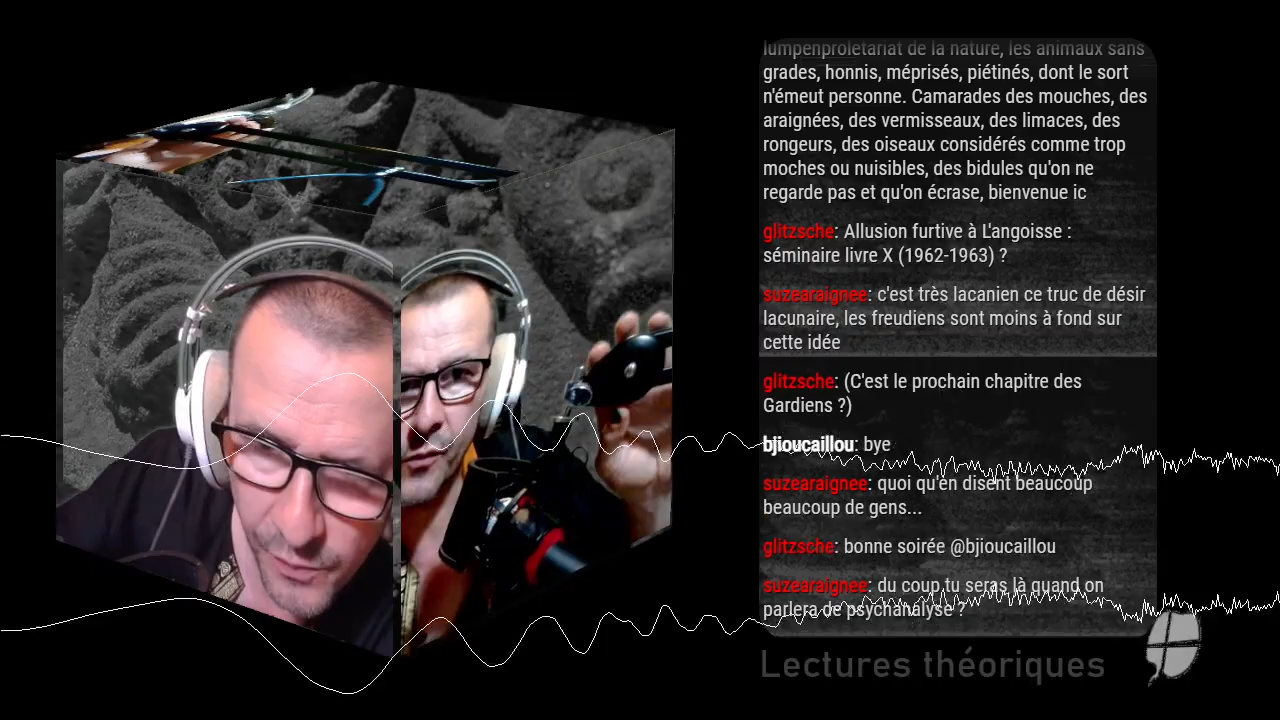 lumpenprolétariat de la nature, les animaux sans
grades, honnis, méprisés, piétinés, dont le sort
n'émeut personne. Camarades des mouches, des
araignées, des vermisseaux, des limaces, des
rongeurs, des oiseaux considérés comme trop
moches ou nuisibles, des bidules qu'on ne
regarde pas et qu'on écrase, bienvenue ic
glitzsche: Allusion furtive à L'angoisse :
séminaire livre X (1962-1963) ?
suzearaignee: c'est très lacanien ce truc de désir
lacunaire, les freudiens sont moins à fond sur
cette idée
glitzsche: (C'est le prochain chapitre des
Gardiens ?)
bjioucaillou: bye
suzearaignee: quoi qu'en disent beaucoup
beaucoup de gens...
glitzsche: bonne soirée @bjioucaillou
suzearaignee: du coup tu seras là quand on
parlera de psychanalyse ?
Lectures théoriques